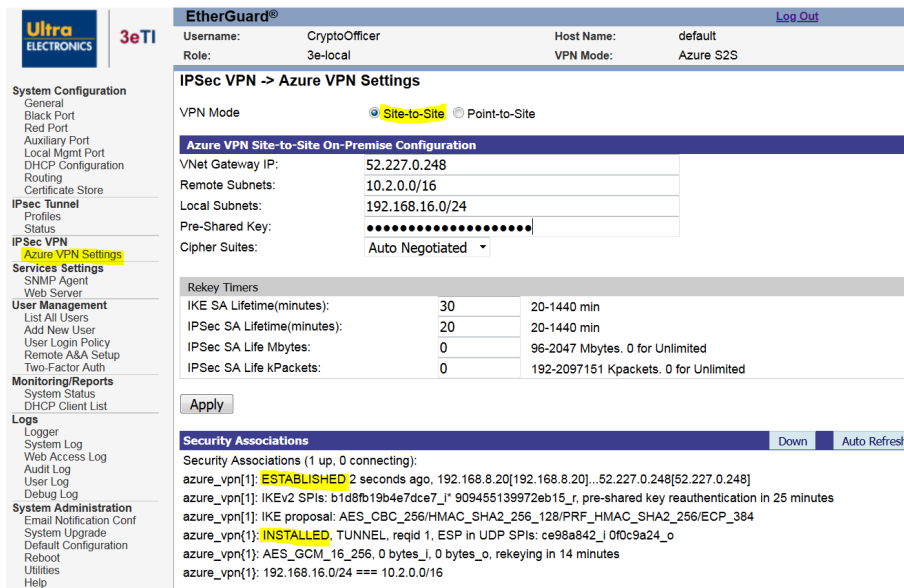 Ultra
ELECTRONICS
3eTI
EtherGuard®
Log Out
Username: CryptoOfficer Host Name: default
Role: 3e-local VPN Mode: Azure S2S
System Configuration
General
Black Port
Red Port
Auxiliary Port
Local Mgmt Port
DHCP Configuration
Routing
Certificate Store
IPsec Tunnel
Profiles
Status
IPSec VPN
Azure VPN Settings
Services Settings
SNMP Agent
Web Server
User Management
List All Users
Add New User
User Login Policy
Remote A&A Setup
Two-Factor Auth
Monitoring/Reports
System Status
DHCP Client List
Logs
Logger
System Log
Web Access Log
Audit Log
User Log
Debug Log
System Administration
Email Notification Conf
System Upgrade
Default Configuration
Reboot
Utilities
Help
IPSec VPN -> Azure VPN Settings
VPN Mode Site-to-Site Point-to-Site
Azure VPN Site-to-Site On-Premise Configuration
VNet Gateway IP: 52.227.0.248
Remote Subnets: 10.2.0.0/16
Local Subnets: 192.168.16.0/24
Pre-Shared Key: ●●●●●●●●●●●●●●●●●●●●
Cipher Suites: Auto Negotiated
Rekey Timers
IKE SA Lifetime(minutes): 30 20-1440 min
IPSec SA Lifetime(minutes): 20 20-1440 min
IPSec SA Life Mbytes: 0 96-2047 Mbytes. 0 for Unlimited
IPSec SA Life kPackets: 0 192-2097151 Kpackets. 0 for Unlimited
Apply
Security Associations Down Auto Refresh
Security Associations (1 up, 0 connecting):
azure_vpn[1]: ESTABLISHED 2 seconds ago, 192.168.8.20[192.168.8.20]...52.227.0.248[52.227.0.248]
azure_vpn[1]: IKEv2 SPIs: b1d8fb19b4e7dce7_i* 909455139972eb15_r, pre-shared key reauthentication in 25 minutes
azure_vpn[1]: IKE proposal: AES_CBC_256/HMAC_SHA2_256_128/PRF_HMAC_SHA2_256/ECP_384
azure_vpn{1}: INSTALLED, TUNNEL, reqid 1, ESP in UDP SPIs: ce98a842_i 0f0c9a24_o
azure_vpn{1}: AES_GCM_16_256, 0 bytes_i, 0 bytes_o, rekeying in 14 minutes
azure_vpn{1}: 192.168.16.0/24 === 10.2.0.0/16